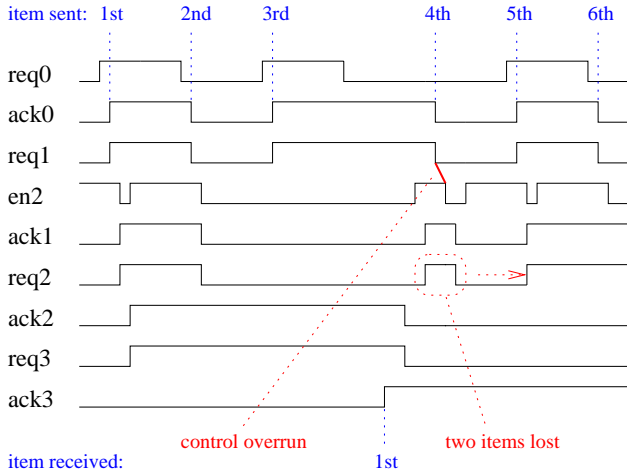 item sent: 1st 2nd 3rd 4th 5th 6th
req0
ack0
req1
en2
ack1
req2
ack2
req3
ack3
control overrun two items lost
item received: 1st